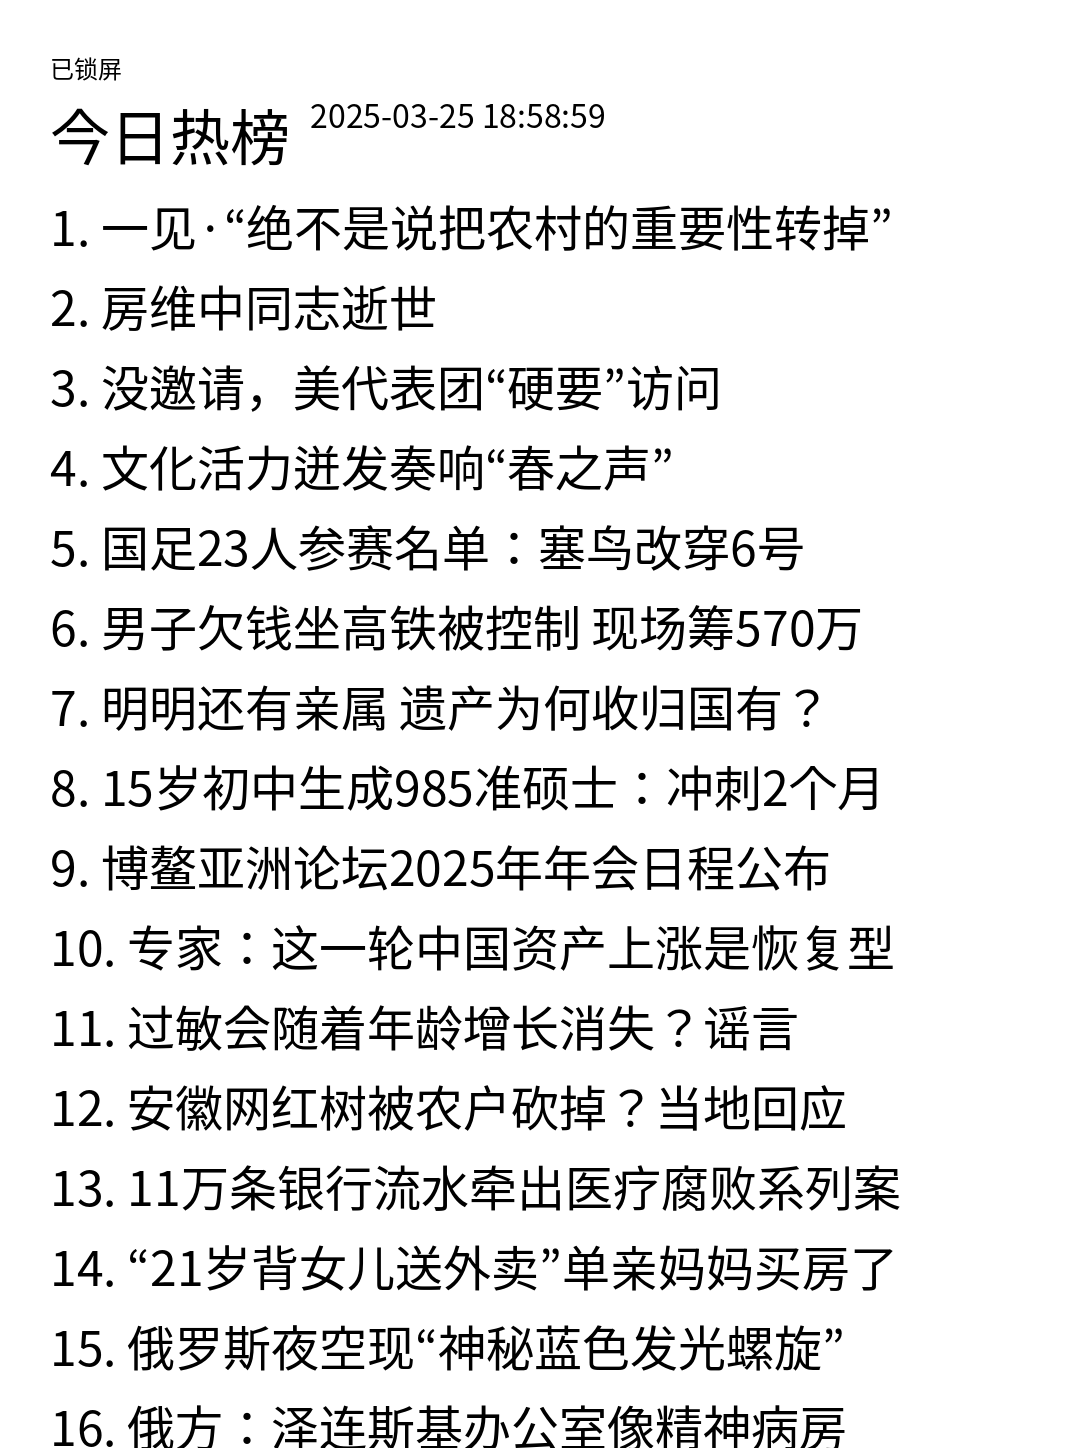 已锁屏
今日热榜 2025-03-25 18:58:59
1. 一见·“绝不是说把农村的重要性转掉”
2. 房维中同志逝世
3. 没邀请，美代表团“硬要”访问
4. 文化活力迸发奏响“春之声”
5. 国足23人参赛名单：塞鸟改穿6号
6. 男子欠钱坐高铁被控制 现场筹570万
7. 明明还有亲属 遗产为何收归国有？
8. 15岁初中生成985准硕士：冲刺2个月
9. 博鳌亚洲论坛2025年年会日程公布
10. 专家：这一轮中国资产上涨是恢复型
11. 过敏会随着年龄增长消失？谣言
12. 安徽网红树被农户砍掉？当地回应
13. 11万条银行流水牵出医疗腐败系列案
14. “21岁背女儿送外卖”单亲妈妈买房了
15. 俄罗斯夜空现“神秘蓝色发光螺旋”
16. 俄方：泽连斯基办公室像精神病房